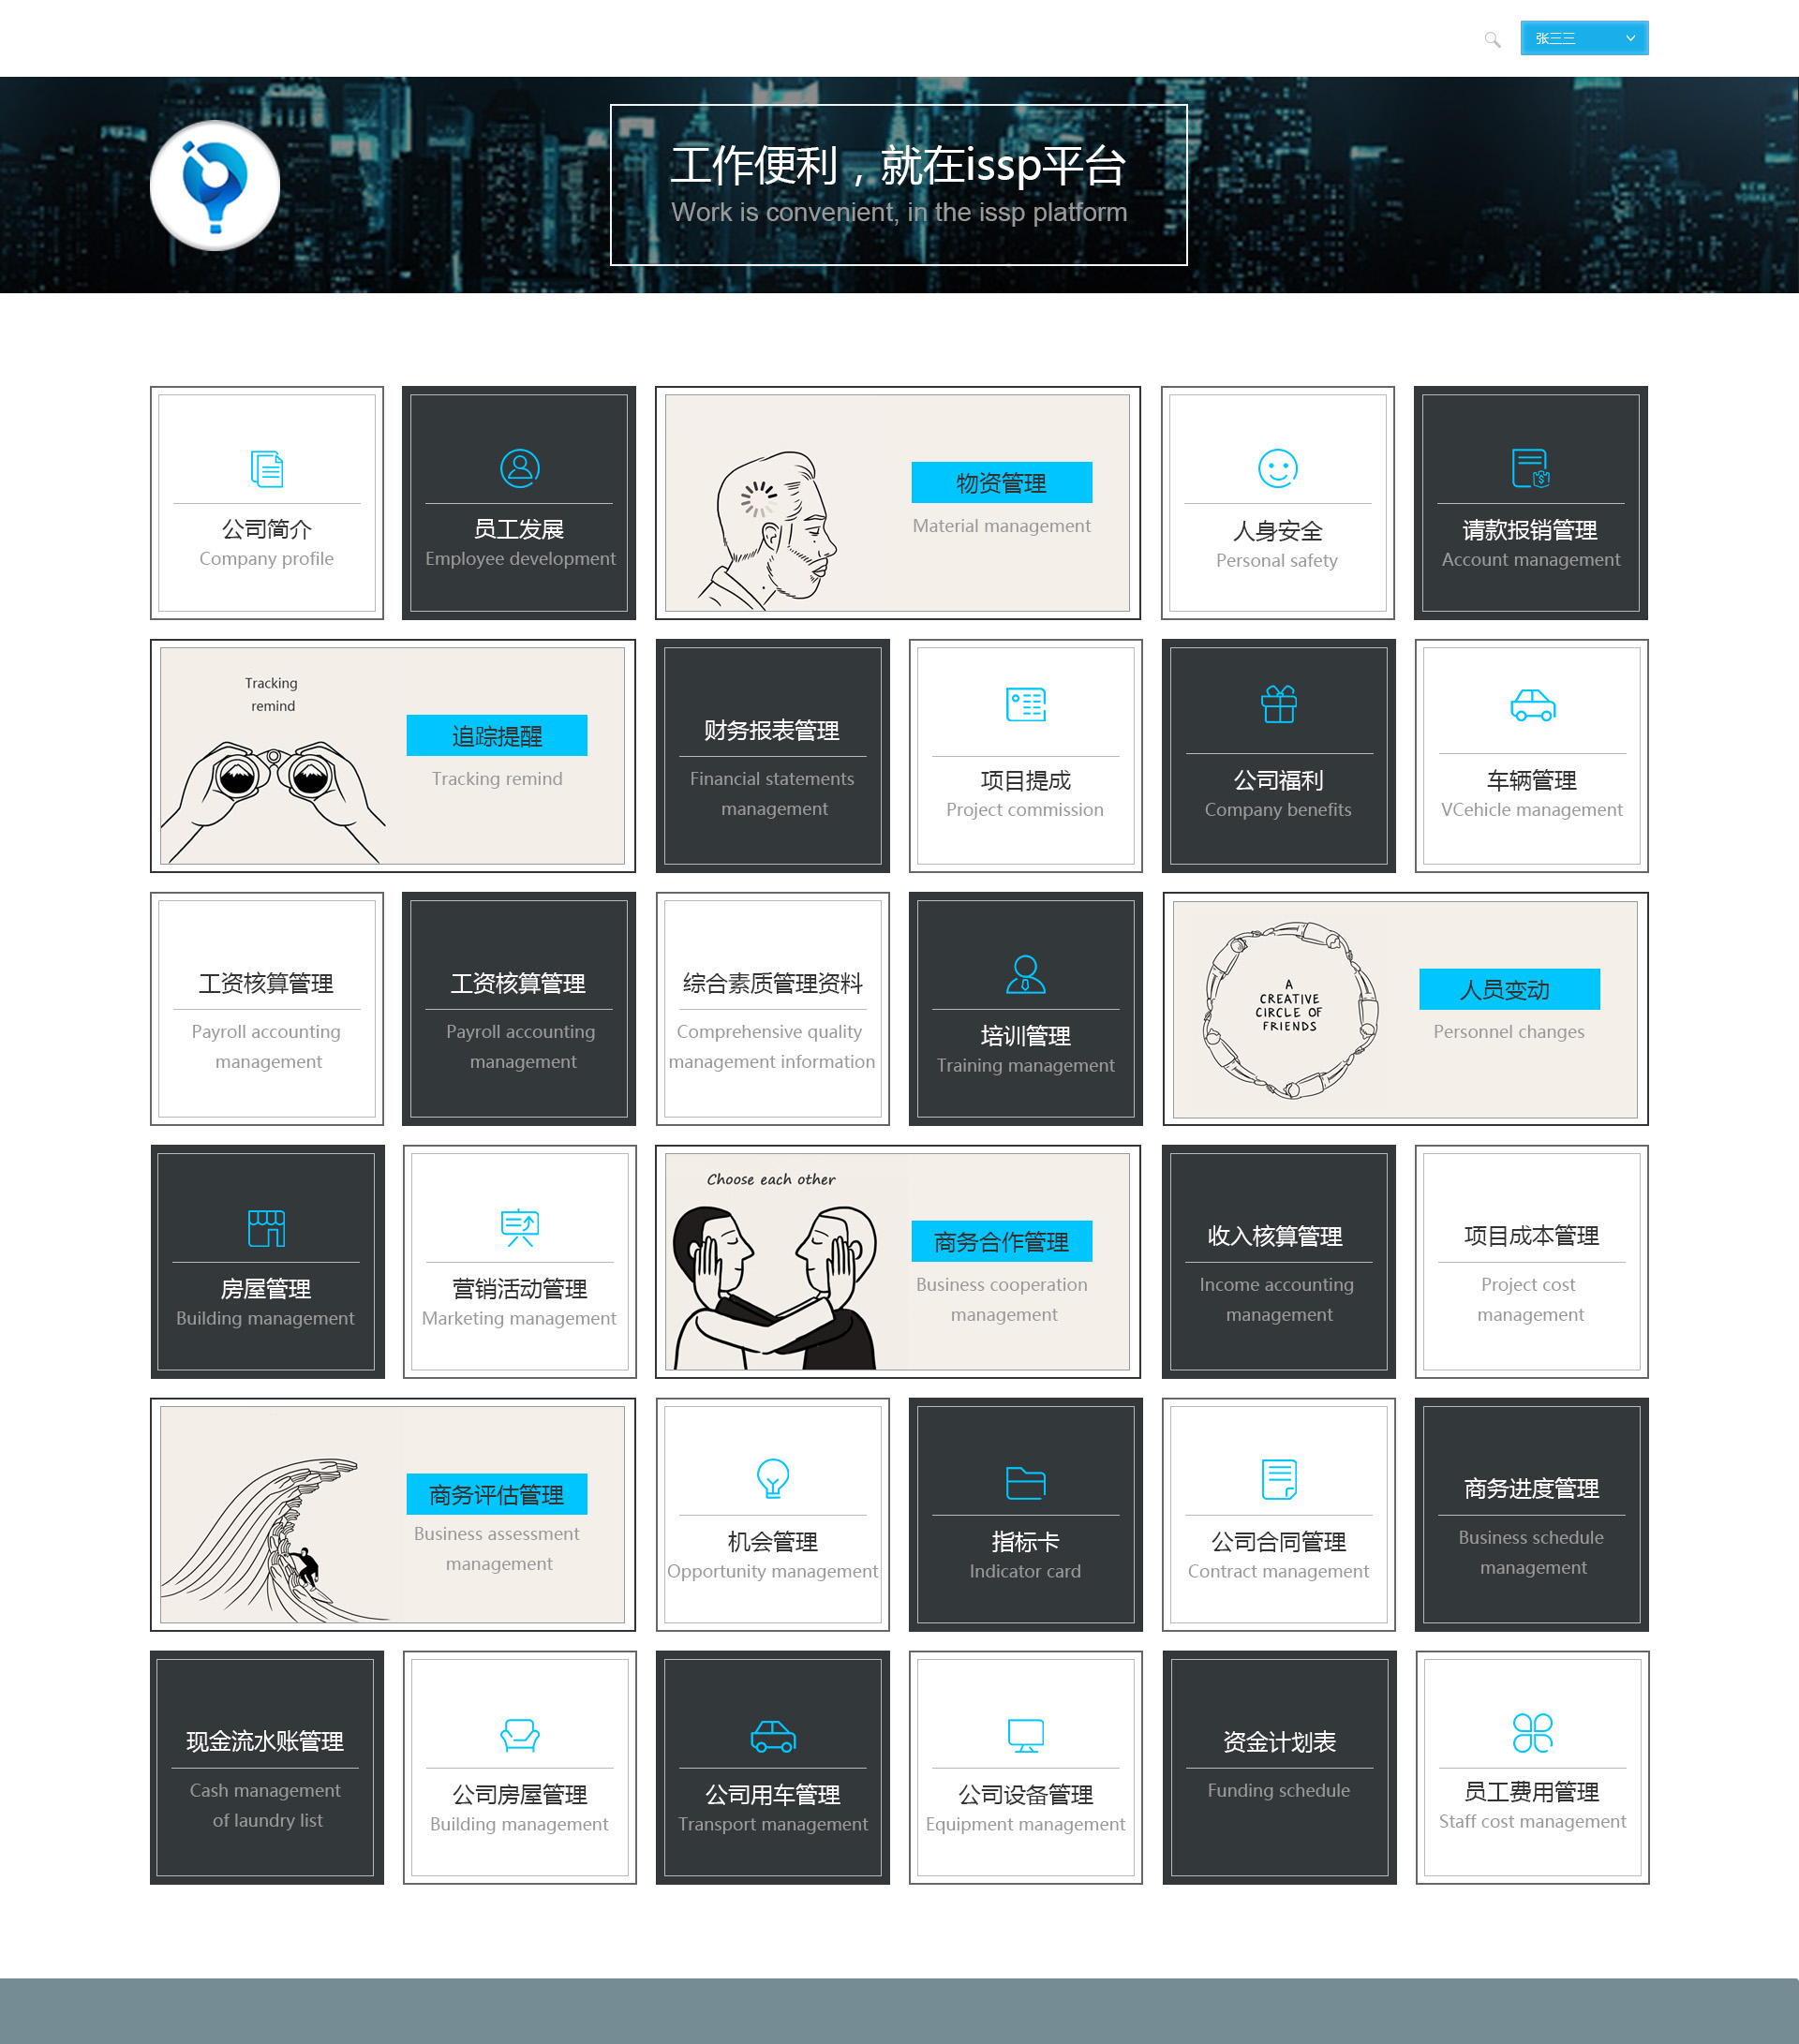 张三三
工作便利，就在issp平台
Work is convenient, in the issp platform
公司简介
Company profile
员工发展
Employee development
物资管理
Material management
人身安全
Personal safety
请款报销管理
Account management
Tracking
remind
追踪提醒
Tracking remind
财务报表管理
Financial statements
management
项目提成
Project commission
公司福利
Company benefits
车辆管理
VCehicle management
工资核算管理
Payroll accounting
management
工资核算管理
Payroll accounting
management
综合素质管理资料
Comprehensive quality
management information
培训管理
Training management
A
CREATIVE
CIRCLE OF
FRIENDS
人员变动
Personnel changes
房屋管理
Building management
营销活动管理
Marketing management
Choose each other
商务合作管理
Business cooperation
management
收入核算管理
Income accounting
management
项目成本管理
Project cost
management
商务评估管理
Business assessment
management
机会管理
Opportunity management
指标卡
Indicator card
公司合同管理
Contract management
商务进度管理
Business schedule
management
现金流水账管理
Cash management
of laundry list
公司房屋管理
Building management
公司用车管理
Transport management
公司设备管理
Equipment management
资金计划表
Funding schedule
员工费用管理
Staff cost management